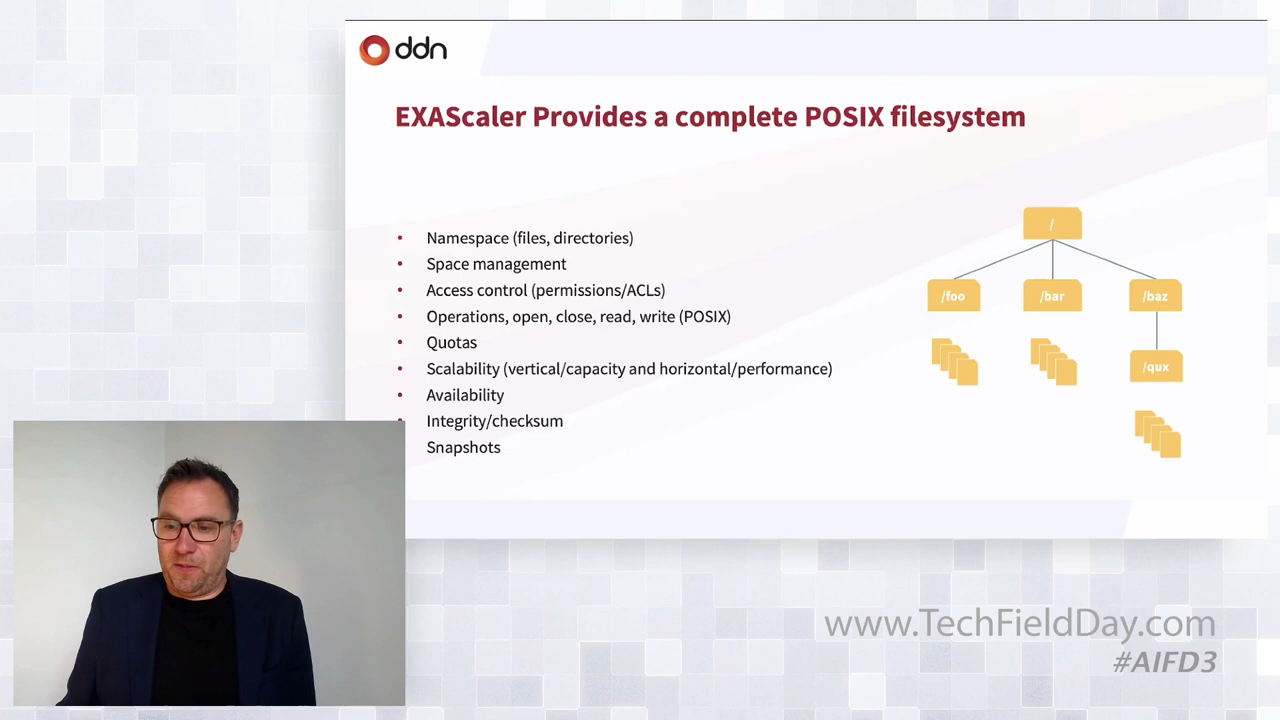 ddn
EXAScaler Provides a complete POSIX filesystem
• Namespace (files, directories)
• Space management
• Access control (permissions/ACLs)
• Operations, open, close, read, write (POSIX)
• Quotas
• Scalability (vertical/capacity and horizontal/performance)
• Availability
• Integrity/checksum
Snapshots
/
/foo
/bar
/baz
/qux
www.TechFieldDay.com
#AIFD3